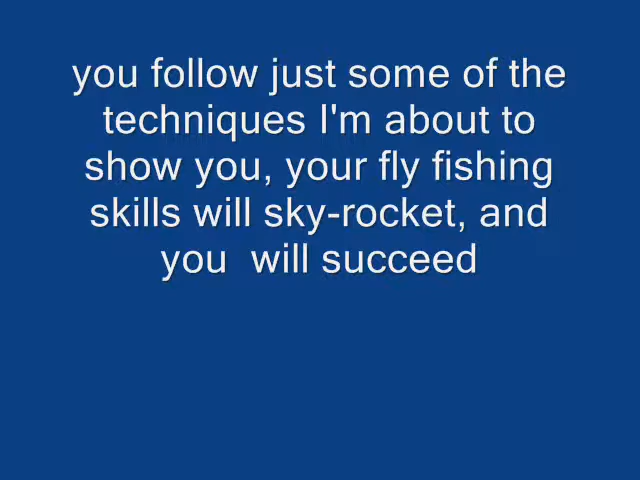 you follow just some of the
techniques I'm about to
show you, your fly fishing
skills will sky-rocket, and
you  will succeed